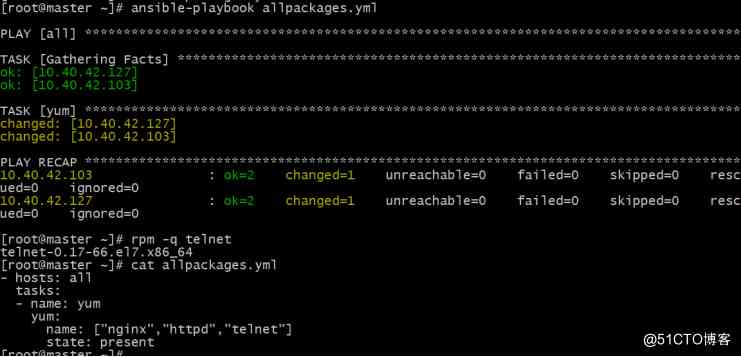 [root@master ~]# ansible-playbook allpackages.yml
PLAY [all] *********************************************************************************
TASK [Gathering Facts] *********************************************************************
ok: [10.40.42.127]
ok: [10.40.42.103]
TASK [yum] *********************************************************************************
changed: [10.40.42.127]
changed: [10.40.42.103]
PLAY RECAP *********************************************************************************
10.40.42.103               : ok=2    changed=1    unreachable=0    failed=0    skipped=0    resc
ued=0    ignored=0
10.40.42.127               : ok=2    changed=1    unreachable=0    failed=0    skipped=0    resc
ued=0    ignored=0
[root@master ~]# rpm -q telnet
telnet-0.17-66.el7.x86_64
[root@master ~]# cat allpackages.yml
- hosts: all
  tasks:
  - name: yum
    yum:
      name: ["nginx","httpd","telnet"]
      state: present
[root@master ~]#
@51CTO博客